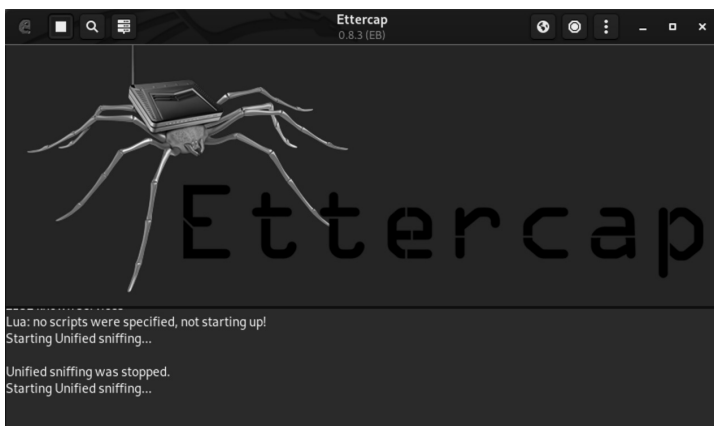 Ettercap
0.8.3 (EB)
Ettercap
Lua: no scripts were specified, not starting up!
Starting Unified sniffing...
Unified sniffing was stopped.
Starting Unified sniffing...